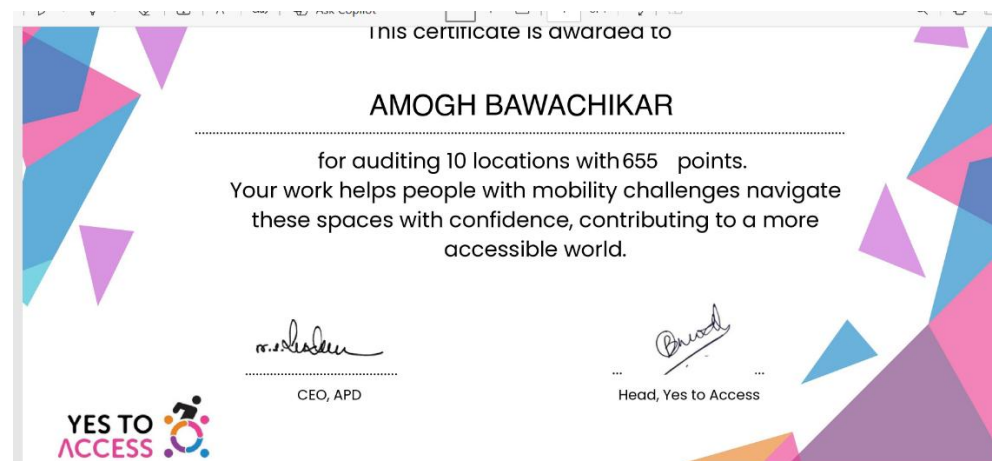 Ask Copilot
This certificate is awarded to
AMOGH BAWACHIKAR
for auditing 10 locations with 655 points.
Your work helps people with mobility challenges navigate
these spaces with confidence, contributing to a more
accessible world.
CEO, APD
Head, Yes to Access
YES TO
ACCESS